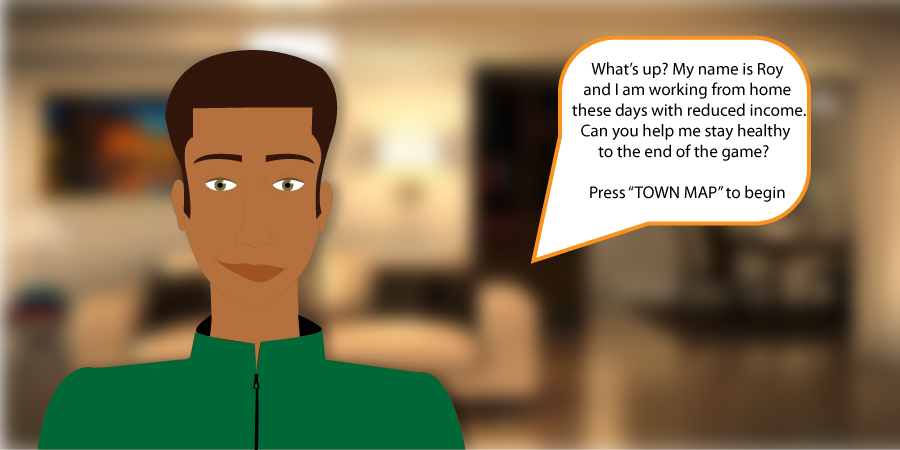 What’s up? My name is Roy
and I am working from home
these days with reduced income.
Can you help me stay healthy
to the end of the game?
Press “TOWN MAP” to begin